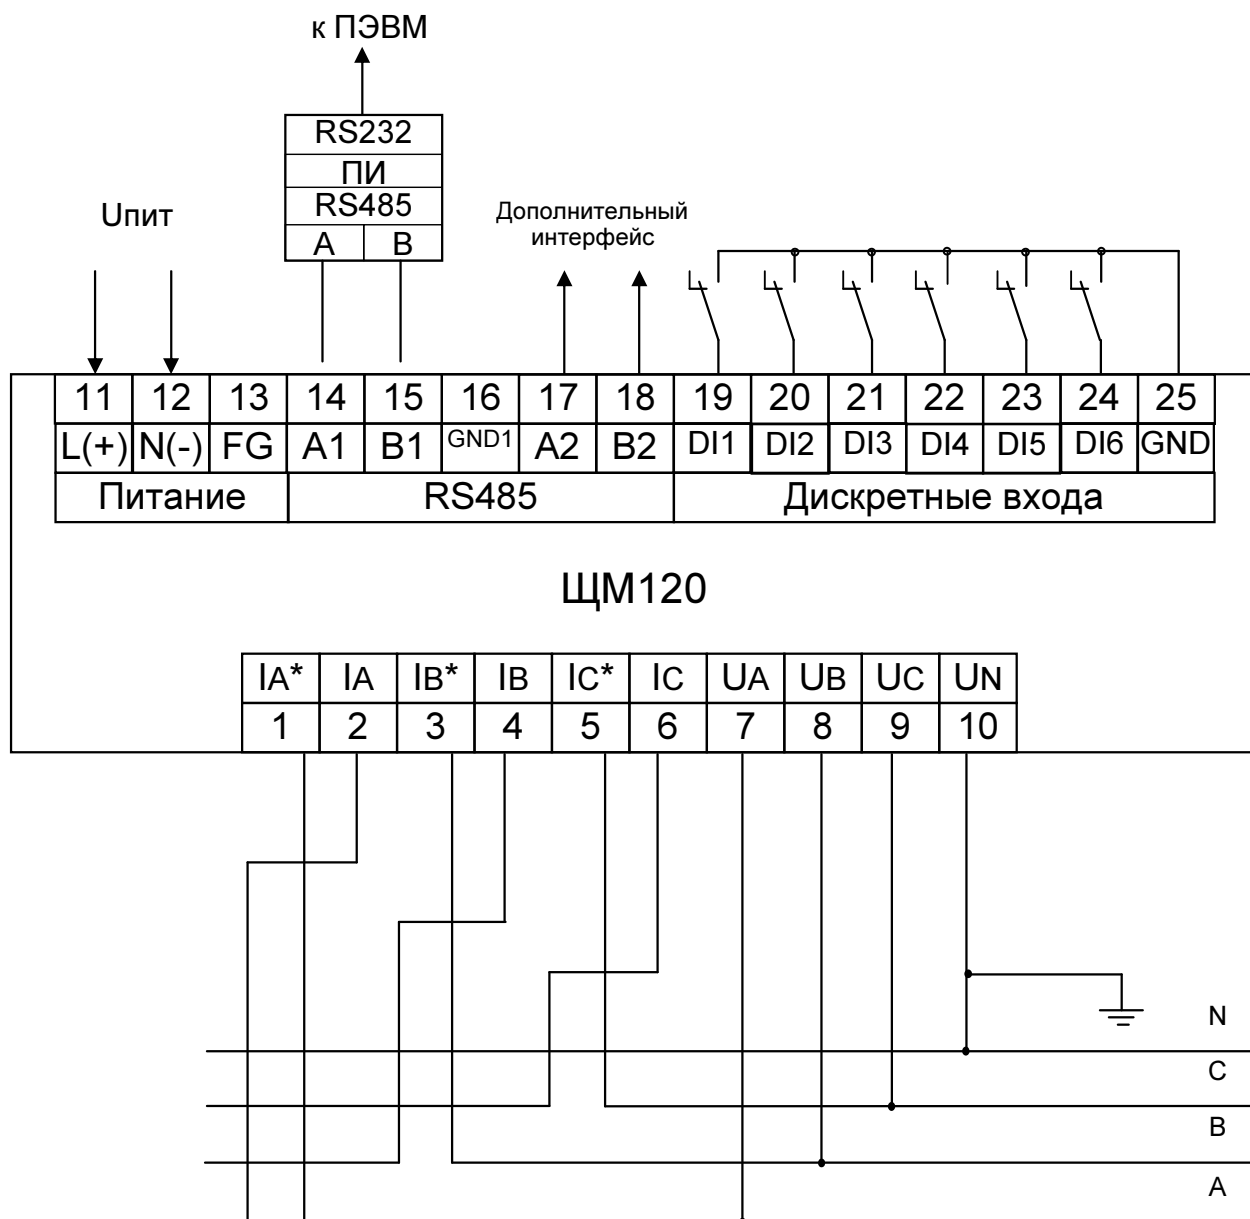 к ПЭВМ
RS232
ПИ
RS485
A B
Uпит
Дополнительный
интерфейс
11 12 13 14 15 16 17 18 19 20 21 22 23 24 25
L(+) N(-) FG A1 B1 GND1 A2 B2 DI1 DI2 DI3 DI4 DI5 DI6 GND
Питание RS485 Дискретные входа
ЩМ120
IA* IA IB* IB IC* IC UA UB UC UN
1 2 3 4 5 6 7 8 9 10
N
C
B
A